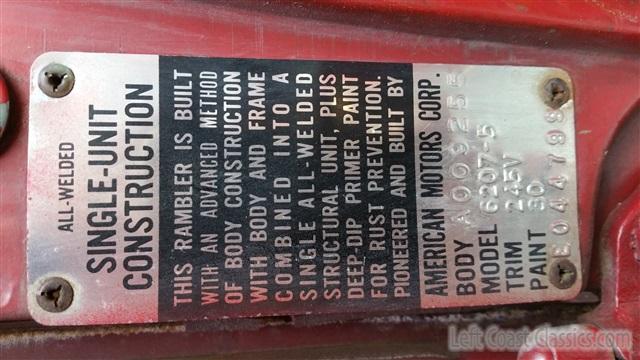 ALL-WELDED
SINGLE-UNIT
CONSTRUCTION
THIS RAMBLER IS BUILT
WITH AN ADVANCED METHOD
OF BODY CONSTRUCTION
WITH BODY AND FRAME
COMBINED INTO A
SINGLE ALL-WELDED
STRUCTURAL UNIT, PLUS
DEEP-DIP PRIMER PAINT
FOR RUST PREVENTION.
PIONEERED AND BUILT BY
AMERICAN MOTORS CORP.
BODY A009255
MODEL 6207-5
TRIM 245V
PAINT 30
E044798
Left Coast Classics.com